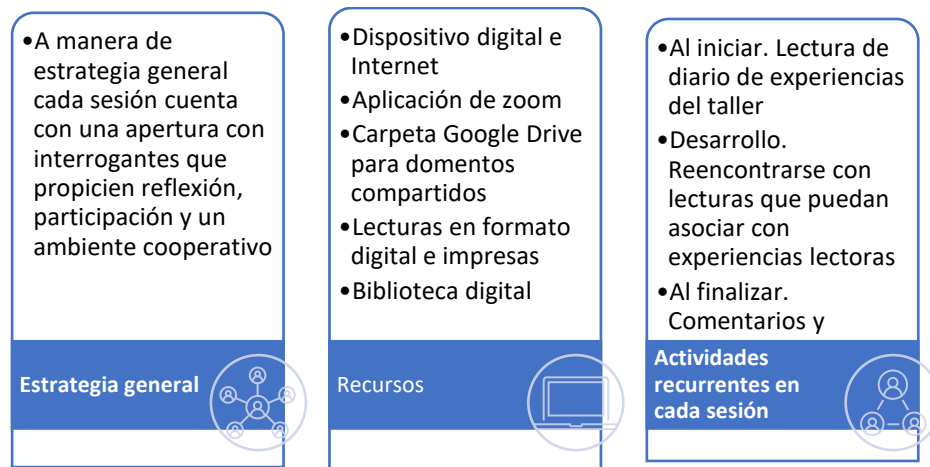 •A manera de
estrategia general
cada sesión cuenta
con una apertura con
interrogantes que
propicien reflexión,
participación y un
ambiente cooperativo
Estrategia general
•Dispositivo digital e
Internet
•Aplicación de zoom
•Carpeta Google Drive
para domentos
compartidos
•Lecturas en formato
digital e impresas
•Biblioteca digital
Recursos
•Al iniciar. Lectura de
diario de experiencias
del taller
•Desarrollo.
Reencontrarse con
lecturas que puedan
asociar con
experiencias lectoras
•Al finalizar.
Comentarios y
Actividades
recurrentes en
cada sesión